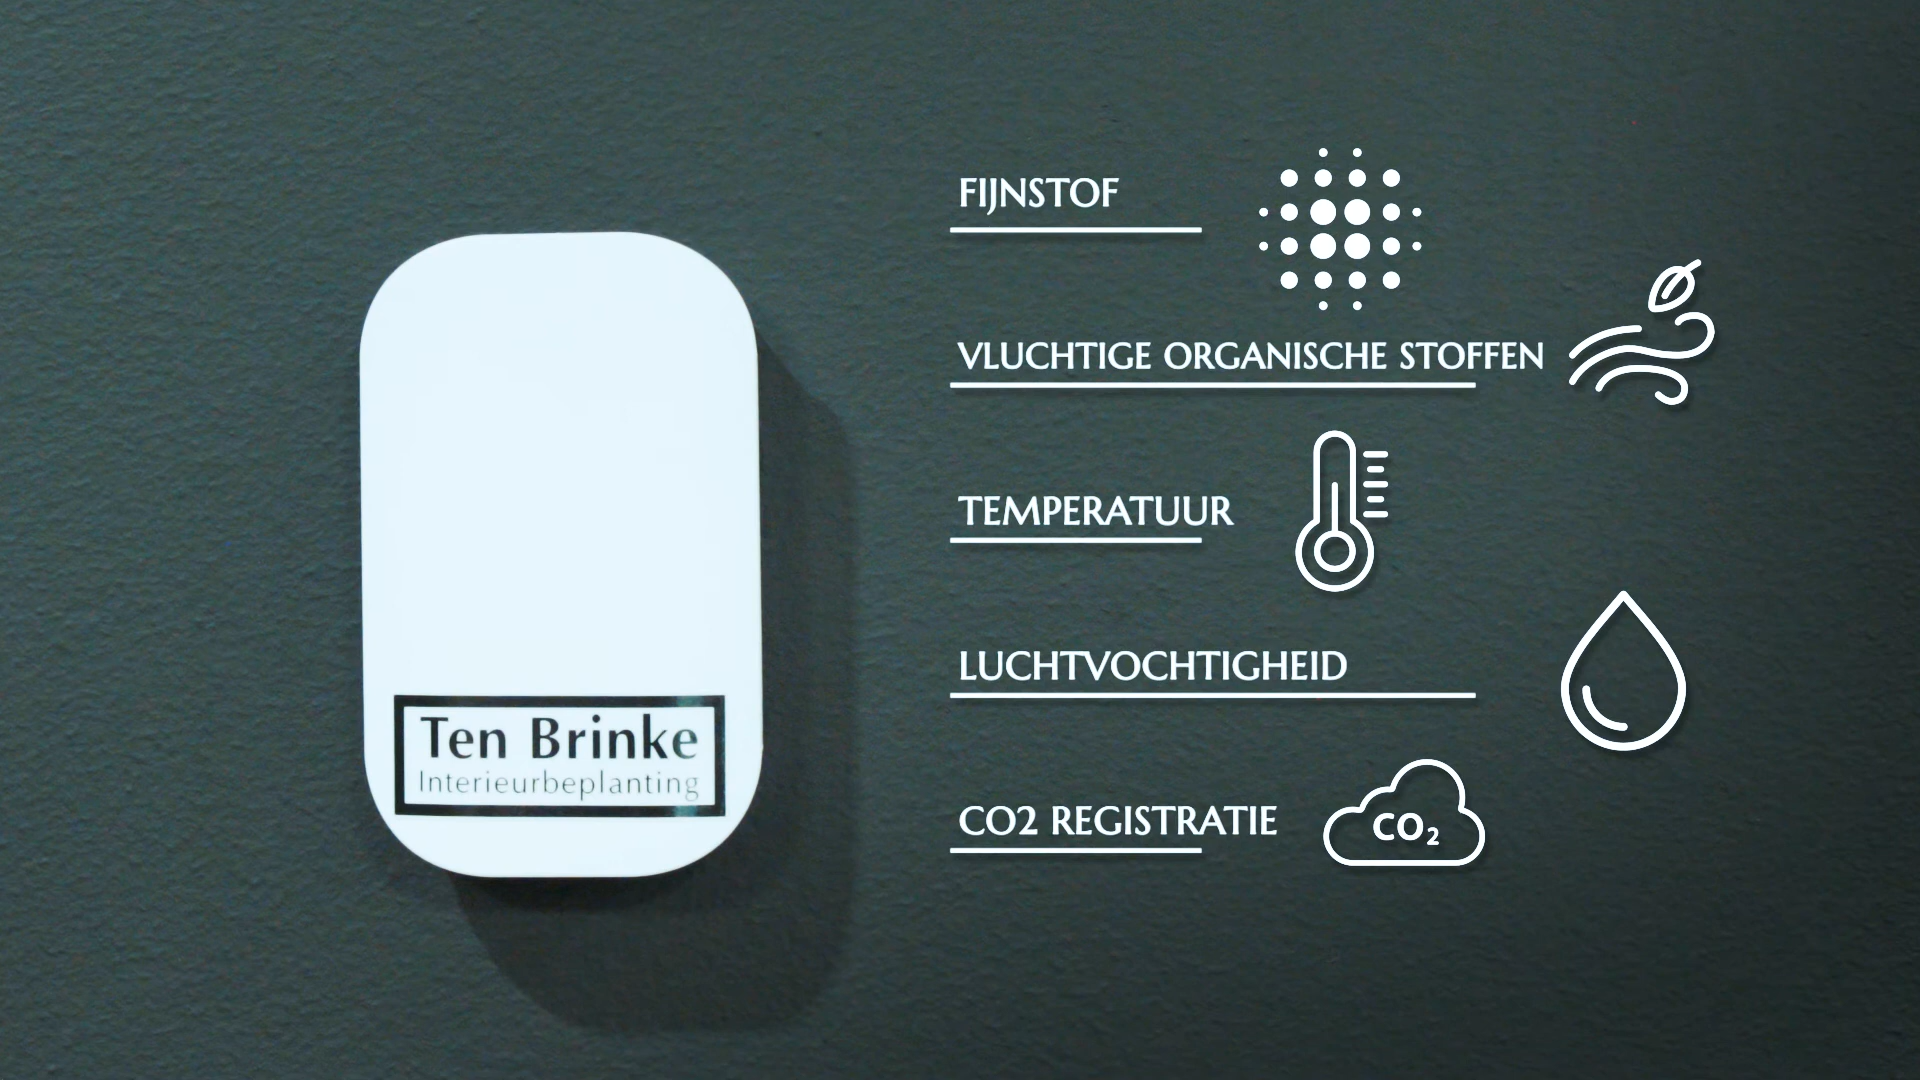 FIJNSTOF
VLUCHTIGE ORGANISCHE STOFFEN
TEMPERATUUR
LUCHTVOCHTIGHEID
CO2 REGISTRATIE
CO₂
Ten Brinke
Interieurbeplanting